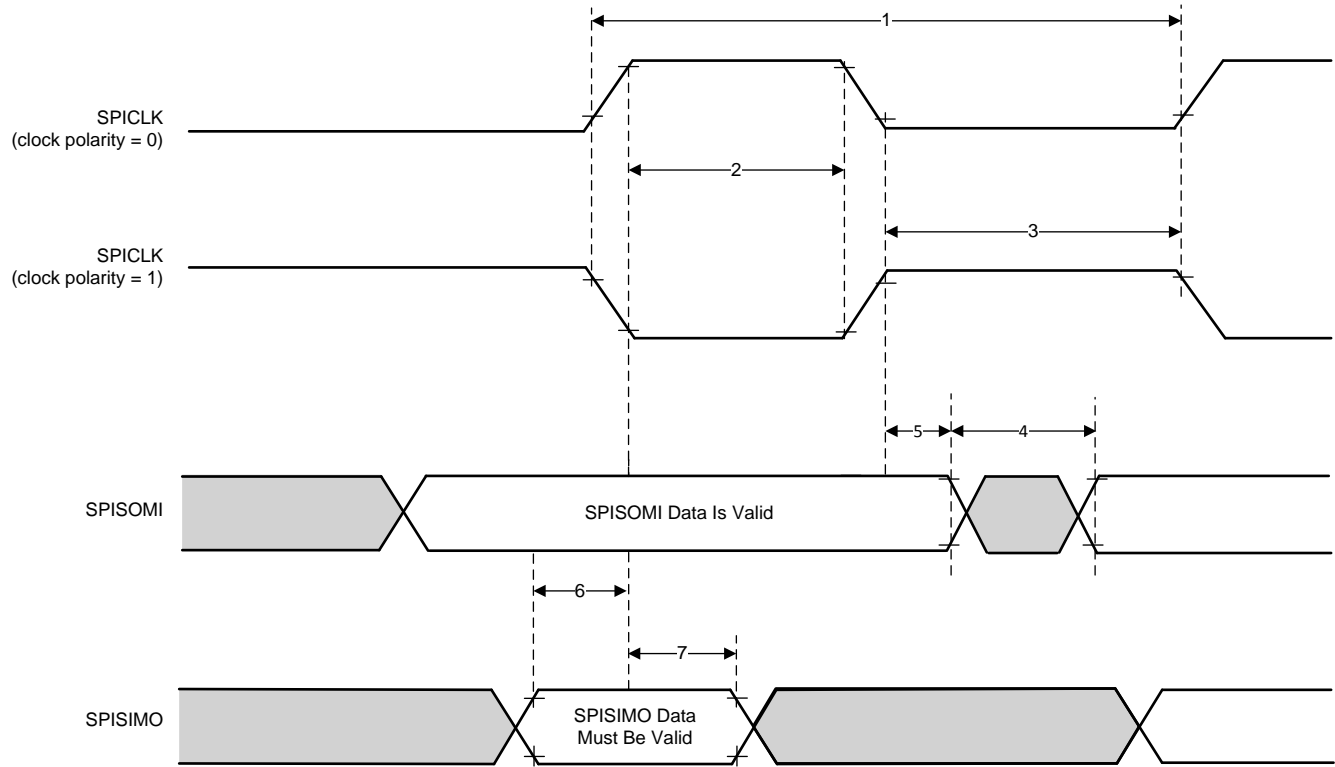 1
SPICLK
(clock polarity = 0)
2
3
SPICLK
(clock polarity = 1)
5
4
SPISOMI
SPISOMI Data Is Valid
6
7
SPISIMO
SPISIMO Data
Must Be Valid